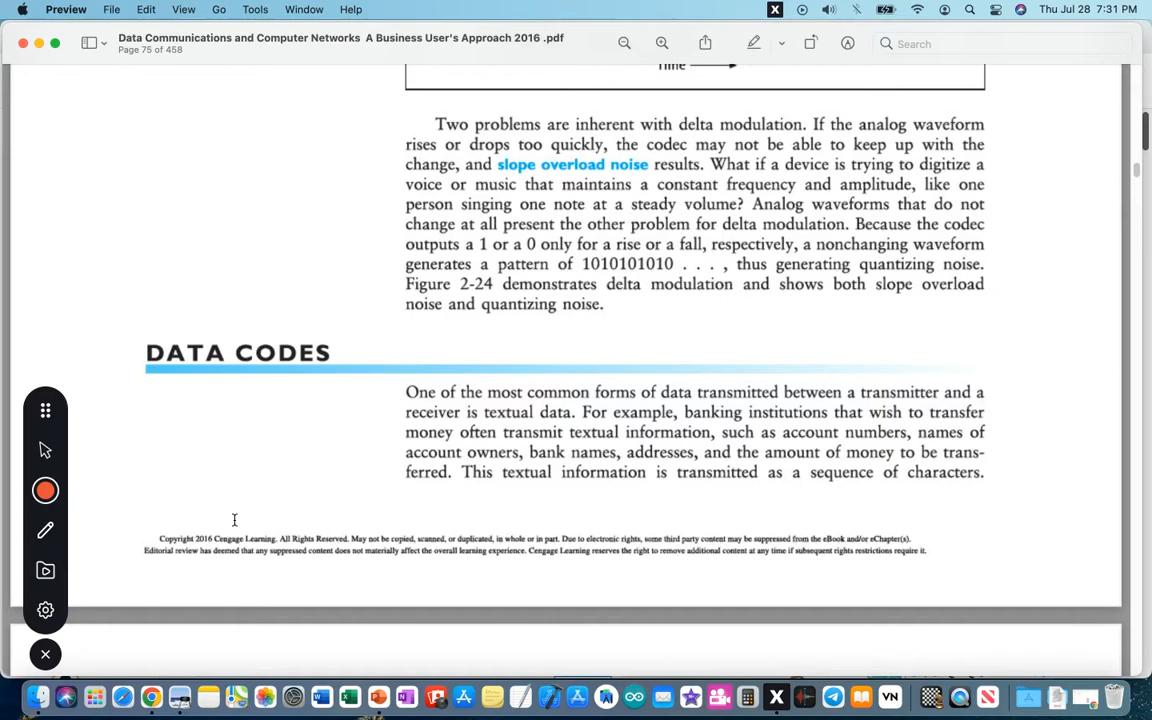 Preview File Edit View Go Tools Window Help X Thu Jul 28 7:31 PM
Data Communications and Computer Networks A Business User's Approach 2016 .pdf
Page 75 of 458
Search
Time
Two problems are inherent with delta modulation. If the analog waveform
rises or drops too quickly, the codec may not be able to keep up with the
change, and slope overload noise results. What if a device is trying to digitize a
voice or music that maintains a constant frequency and amplitude, like one
person singing one note at a steady volume? Analog waveforms that do not
change at all present the other problem for delta modulation. Because the codec
outputs a 1 or a 0 only for a rise or a fall, respectively, a nonchanging waveform
generates a pattern of 1010101010 . . . , thus generating quantizing noise.
Figure 2-24 demonstrates delta modulation and shows both slope overload
noise and quantizing noise.
DATA CODES
One of the most common forms of data transmitted between a transmitter and a
receiver is textual data. For example, banking institutions that wish to transfer
money often transmit textual information, such as account numbers, names of
account owners, bank names, addresses, and the amount of money to be trans-
ferred. This textual information is transmitted as a sequence of characters.
Copyright 2016 Cengage Learning. All Rights Reserved. May not be copied, scanned, or duplicated, in whole or in part. Due to electronic rights, some third party content may be suppressed from the eBook and/or eChapter(s).
Editorial review has deemed that any suppressed content does not materially affect the overall learning experience. Cengage Learning reserves the right to remove additional content at any time if subsequent rights restrictions require it.